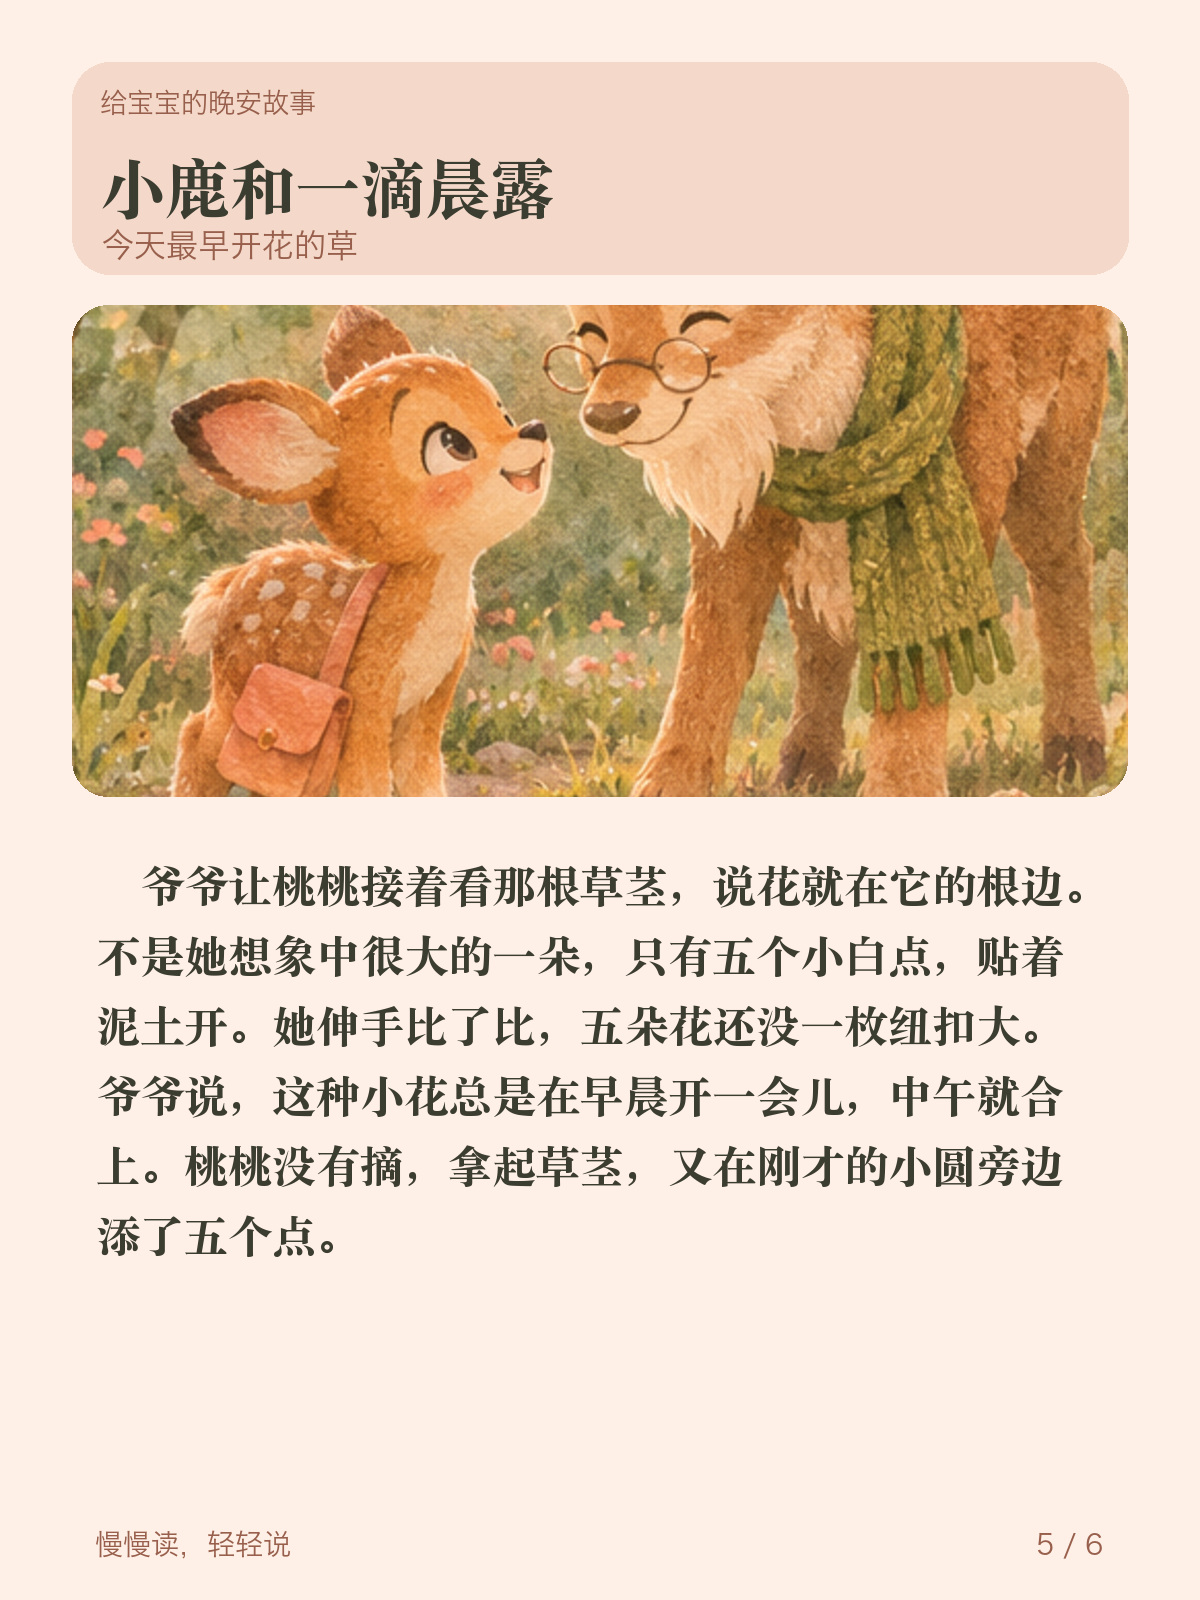 给宝宝的晚安故事
小鹿和一滴晨露
今天最早开花的草
爷爷让桃桃接着看那根草茎，说花就在它的根边。
不是她想象中很大的一朵，只有五个小白点，贴着
泥土开。她伸手比了比，五朵花还没一枚纽扣大。
爷爷说，这种小花总是在早晨开一会儿，中午就合
上。桃桃没有摘，拿起草茎，又在刚才的小圆旁边
添了五个点。
慢慢读，轻轻说
5 / 6